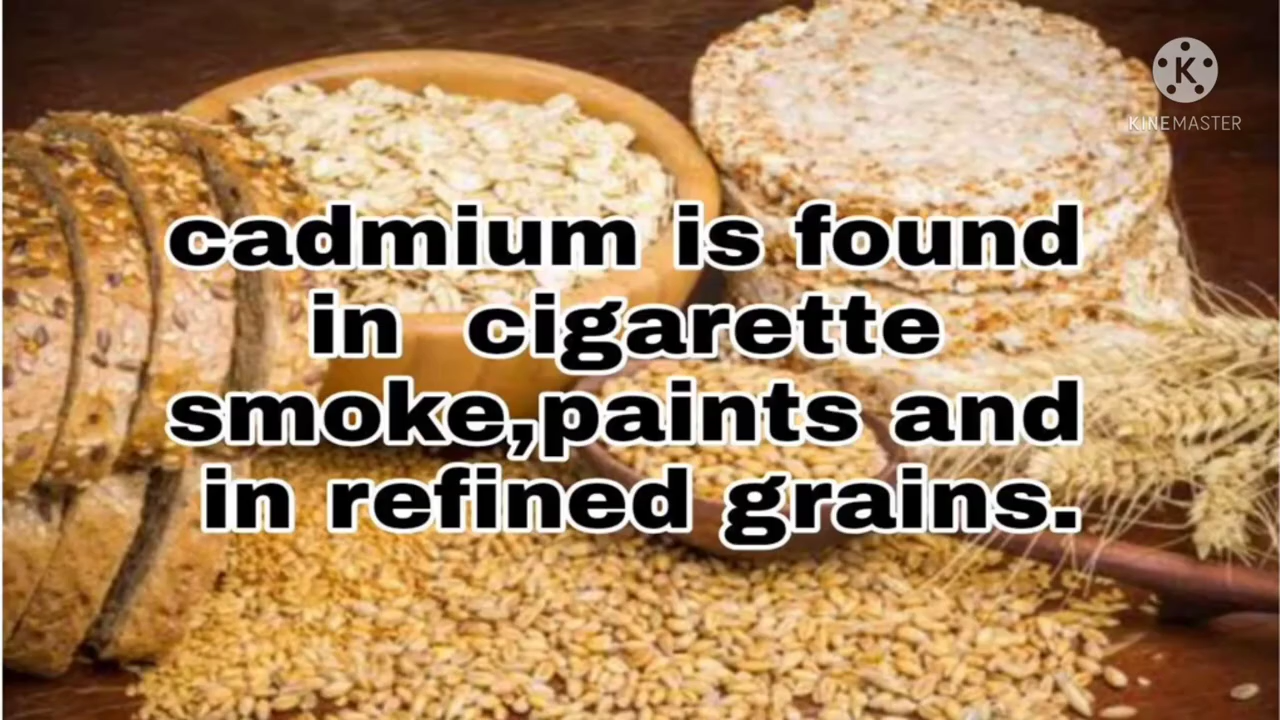 KINEMASTER
cadmium is found
in cigarette
smoke,paints and
in refined grains.